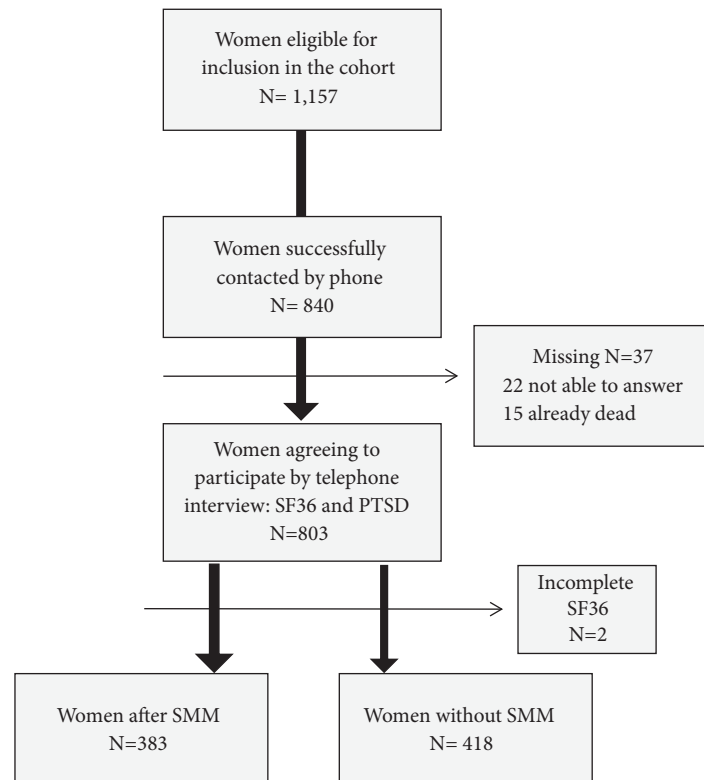 Women eligible for
inclusion in the cohort
N= 1,157
Women successfully
contacted by phone
N= 840
Missing N=37
22 not able to answer
15 already dead
Women agreeing to
participate by telephone
interview: SF36 and PTSD
N=803
Incomplete
SF36
N=2
Women after SMM
N=383
Women without SMM
N= 418